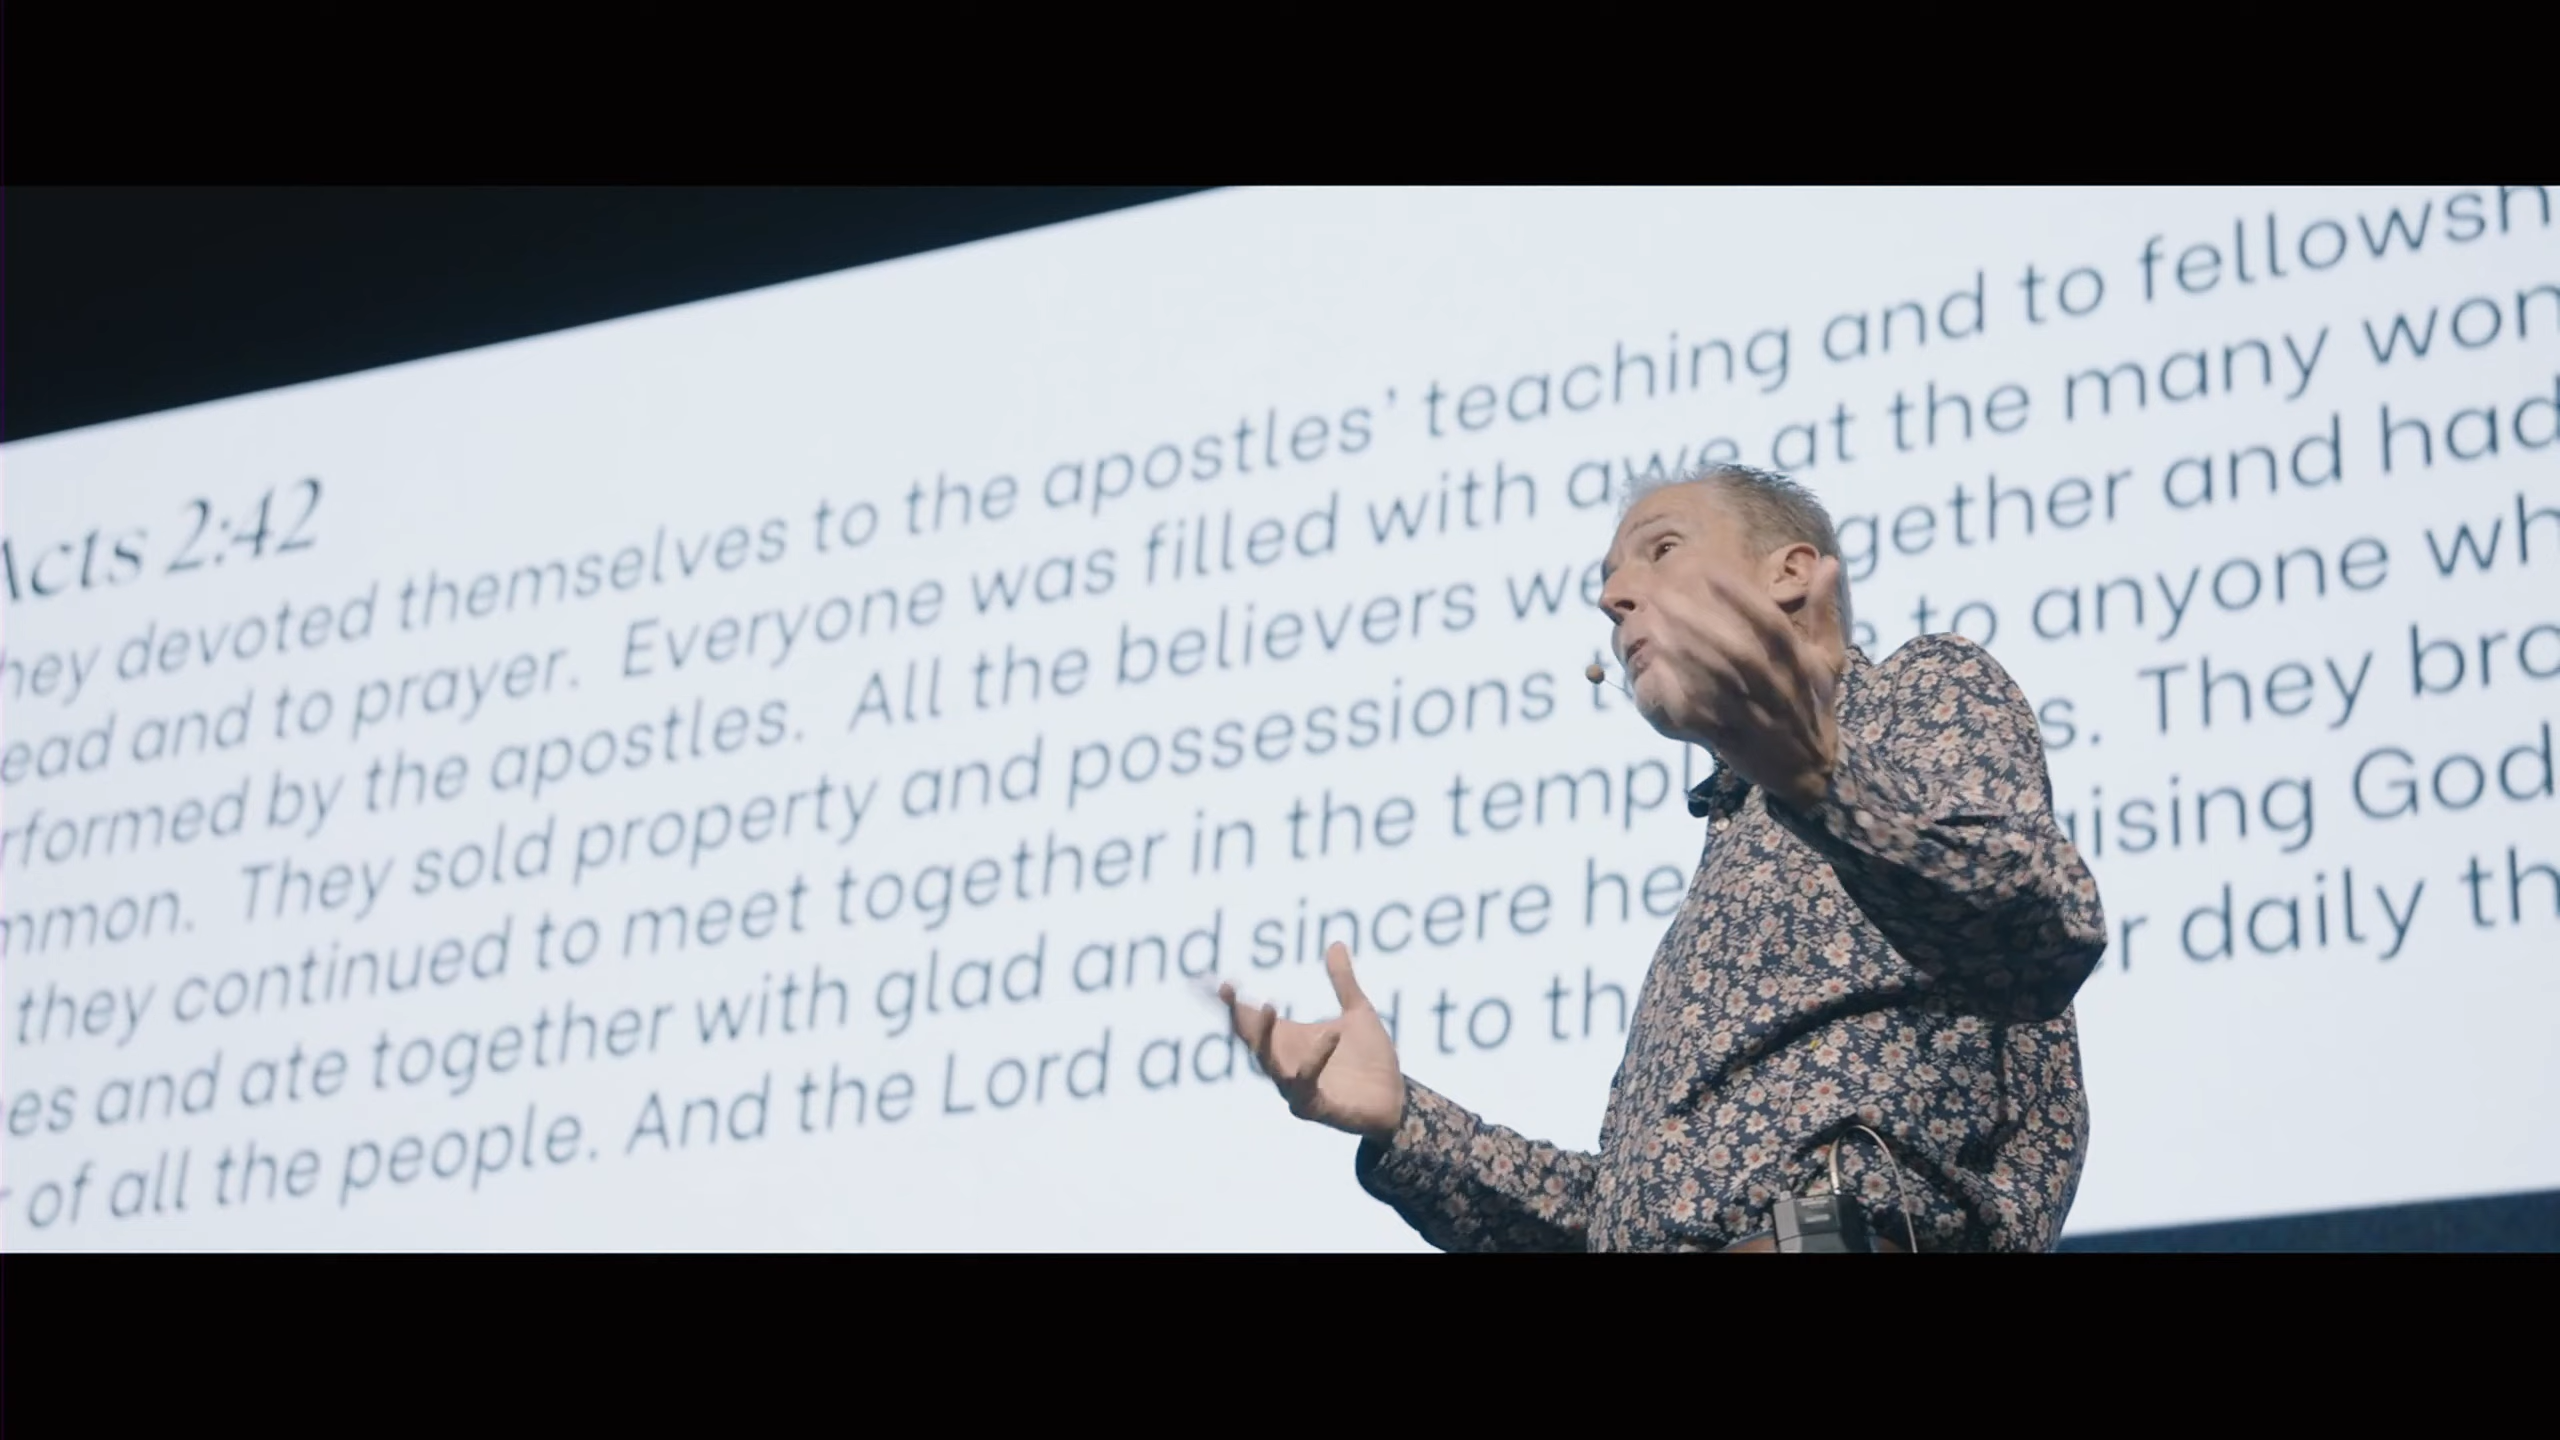 Acts 2:42
hey devoted themselves to the apostles’ teaching and to fellowsh
ead and to prayer. Everyone was filled with awe at the many won
rformed by the apostles. All the believers we gether and had
mmon. They sold property and possessions t e to anyone wh
they continued to meet together in the templ s. They bro
es and ate together with glad and sincere he aising God
of all the people. And the Lord ad d to th r daily th